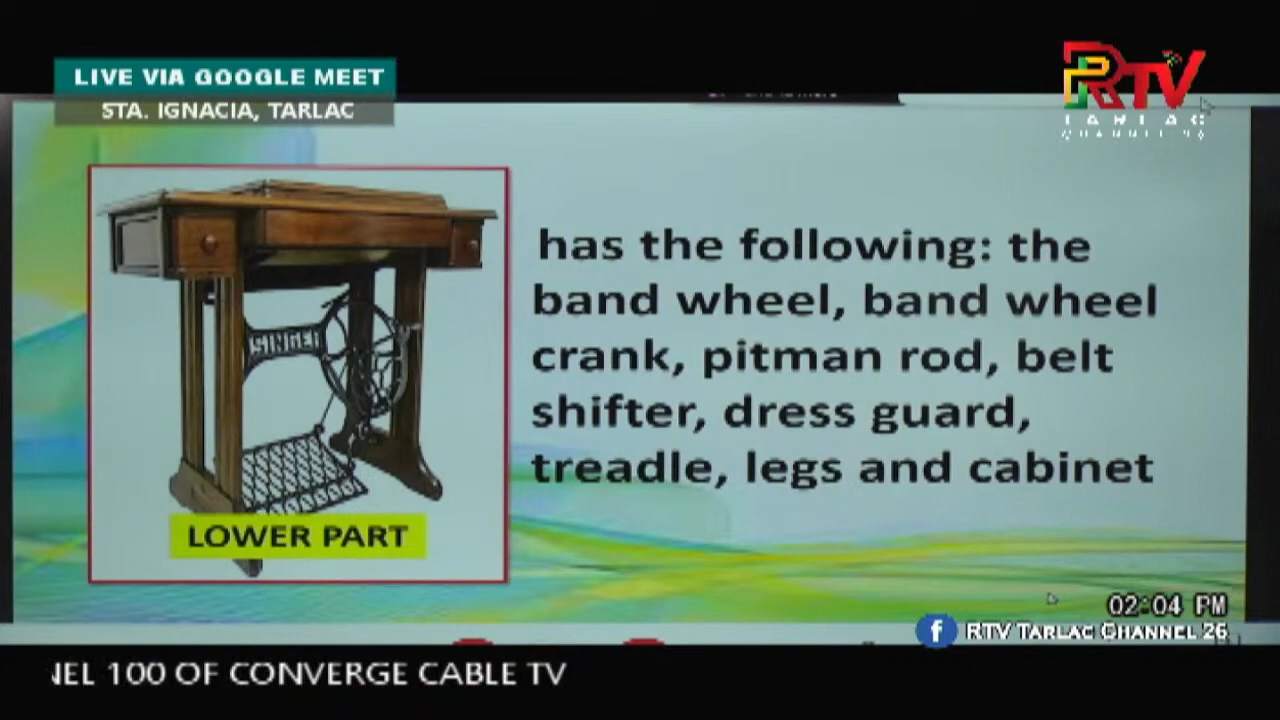 LIVE VIA GOOGLE MEET
STA. IGNACIA, TARLAC
RTV
TARLAC
CHANNEL 26
SINGER
has the following: the
band wheel, band wheel
crank, pitman rod, belt
shifter, dress guard,
treadle, legs and cabinet
LOWER PART
02:04 PM
f RTV TARLAC CHANNEL 26
NEL 100 OF CONVERGE CABLE TV